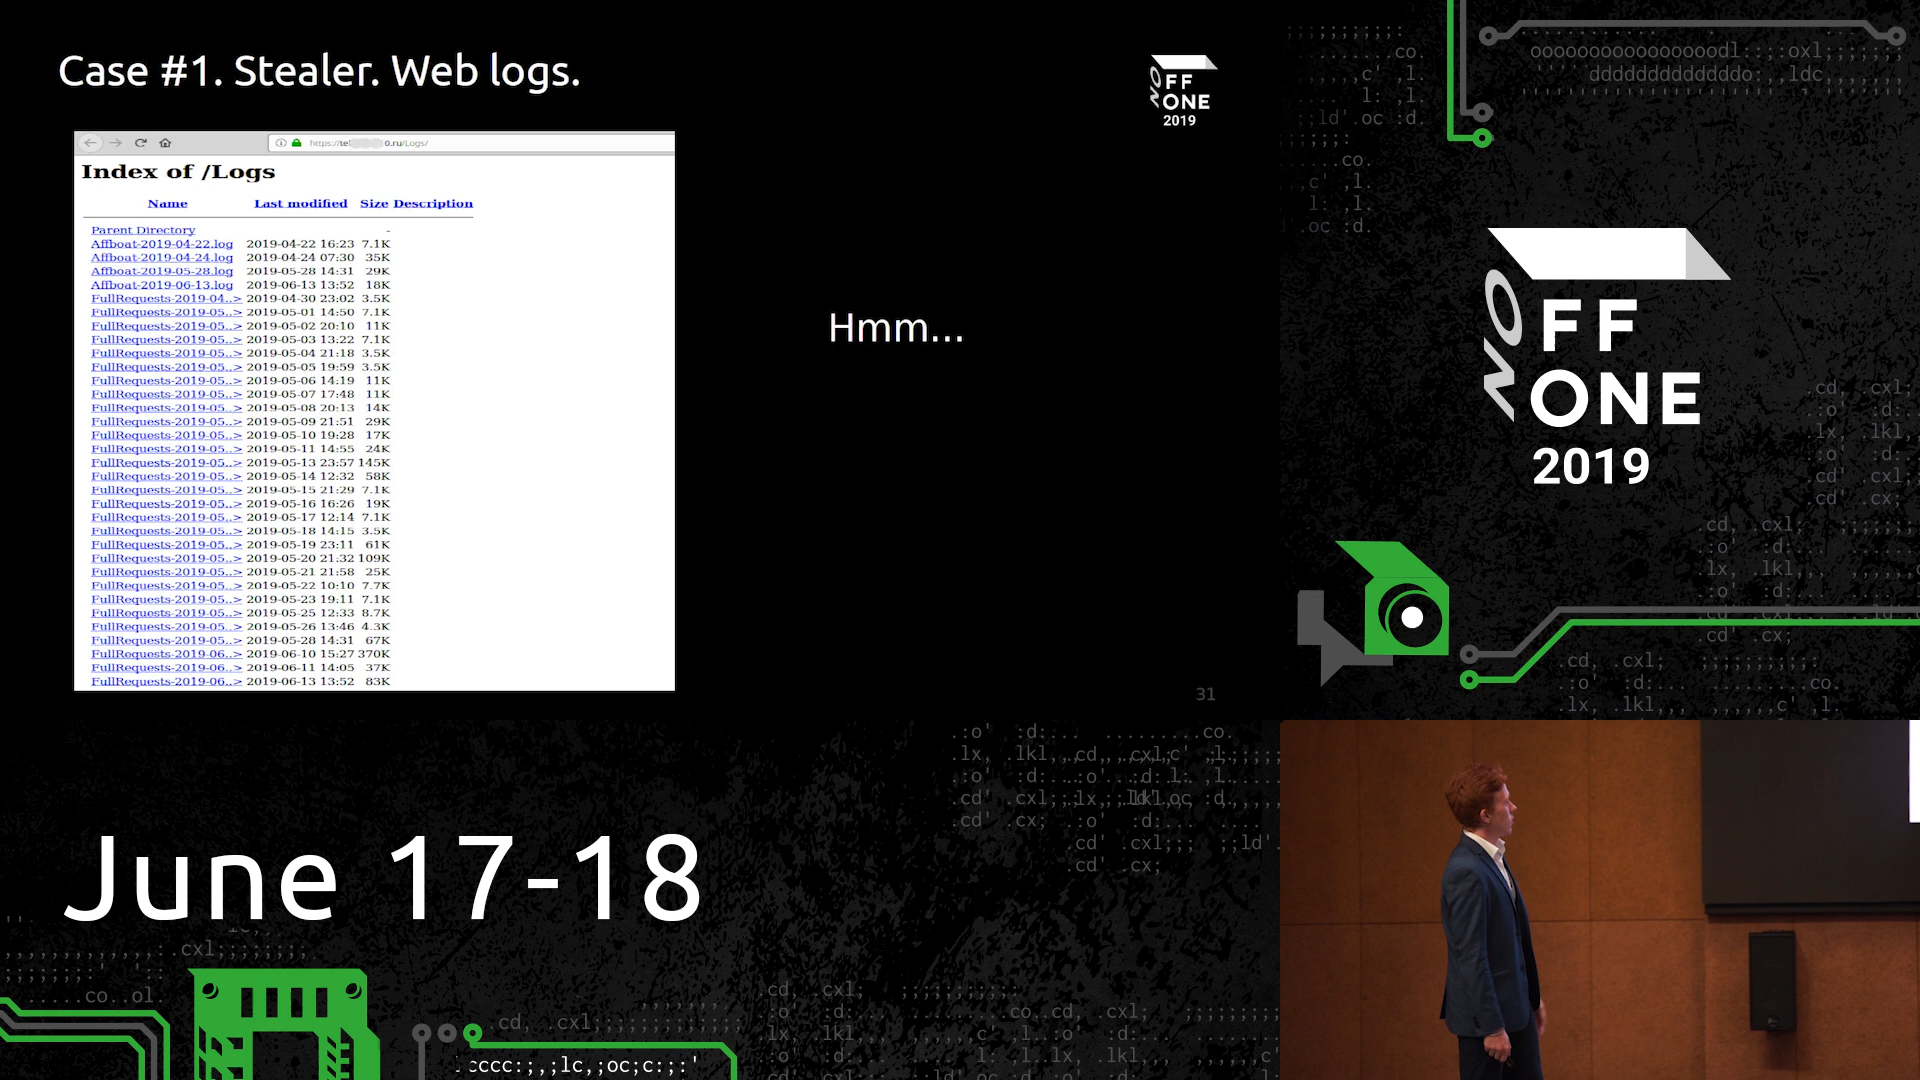 Case #1. Stealer. Web logs.
OFF
ZONE
2019
https://te 0.ru/Logs/
Index of /Logs
Name Last modified Size Description
Parent Directory -
Affboat-2019-04-22.log 2019-04-22 16:23 7.1K
Affboat-2019-04-24.log 2019-04-24 07:30 35K
Affboat-2019-05-28.log 2019-05-28 14:31 29K
Affboat-2019-06-13.log 2019-06-13 13:52 18K
FullRequests-2019-04..> 2019-04-30 23:02 3.5K
FullRequests-2019-05..> 2019-05-01 14:50 7.1K
FullRequests-2019-05..> 2019-05-02 20:10 11K
FullRequests-2019-05..> 2019-05-03 13:22 7.1K
FullRequests-2019-05..> 2019-05-04 21:18 3.5K
FullRequests-2019-05..> 2019-05-05 19:59 3.5K
FullRequests-2019-05..> 2019-05-06 14:19 11K
FullRequests-2019-05..> 2019-05-07 17:48 11K
FullRequests-2019-05..> 2019-05-08 20:13 14K
FullRequests-2019-05..> 2019-05-09 21:51 29K
FullRequests-2019-05..> 2019-05-10 19:28 17K
FullRequests-2019-05..> 2019-05-11 14:55 24K
FullRequests-2019-05..> 2019-05-13 23:57 145K
FullRequests-2019-05..> 2019-05-14 12:32 58K
FullRequests-2019-05..> 2019-05-15 21:29 7.1K
FullRequests-2019-05..> 2019-05-16 16:26 19K
FullRequests-2019-05..> 2019-05-17 12:14 7.1K
FullRequests-2019-05..> 2019-05-18 14:15 3.5K
FullRequests-2019-05..> 2019-05-19 23:11 61K
FullRequests-2019-05..> 2019-05-20 21:32 109K
FullRequests-2019-05..> 2019-05-21 21:58 25K
FullRequests-2019-05..> 2019-05-22 10:10 7.7K
FullRequests-2019-05..> 2019-05-23 19:11 7.1K
FullRequests-2019-05..> 2019-05-25 12:33 8.7K
FullRequests-2019-05..> 2019-05-26 13:46 4.3K
FullRequests-2019-05..> 2019-05-28 14:31 67K
FullRequests-2019-06..> 2019-06-10 15:27 370K
FullRequests-2019-06..> 2019-06-11 14:05 37K
FullRequests-2019-06..> 2019-06-13 13:52 83K
Hmm...
31
OFF
ZONE
2019
June 17-18